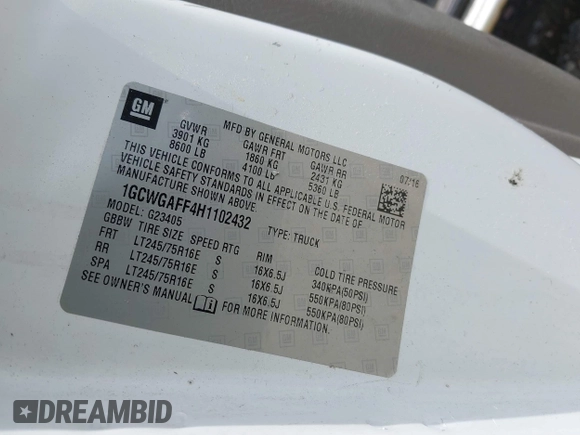 GM
MFD BY GENERAL MOTORS LLC
07/16
GVWR GAWR FRT GAWR RR
3901 KG 1860 KG 2431 KG
8600 LB 4100 LB 5360 LB
THIS VEHICLE CONFORMS TO ALL APPLICABLE U.S. FEDERAL MOTOR
VEHICLE SAFETY STANDARDS IN EFFECT ON THE DATE OF
MANUFACTURE SHOWN ABOVE.
1GCWGAFF4H1102432
TYPE: TRUCK
MODEL: G23405
GBBW TIRE SIZE SPEED RTG RIM COLD TIRE PRESSURE
FRT LT245/75R16E S 16X6.5J 340KPA(50PSI)
RR LT245/75R16E S 16X6.5J 550KPA(80PSI)
SPA LT245/75R16E S 16X6.5J 550KPA(80PSI)
SEE OWNER'S MANUAL FOR MORE INFORMATION.
DREAMBID